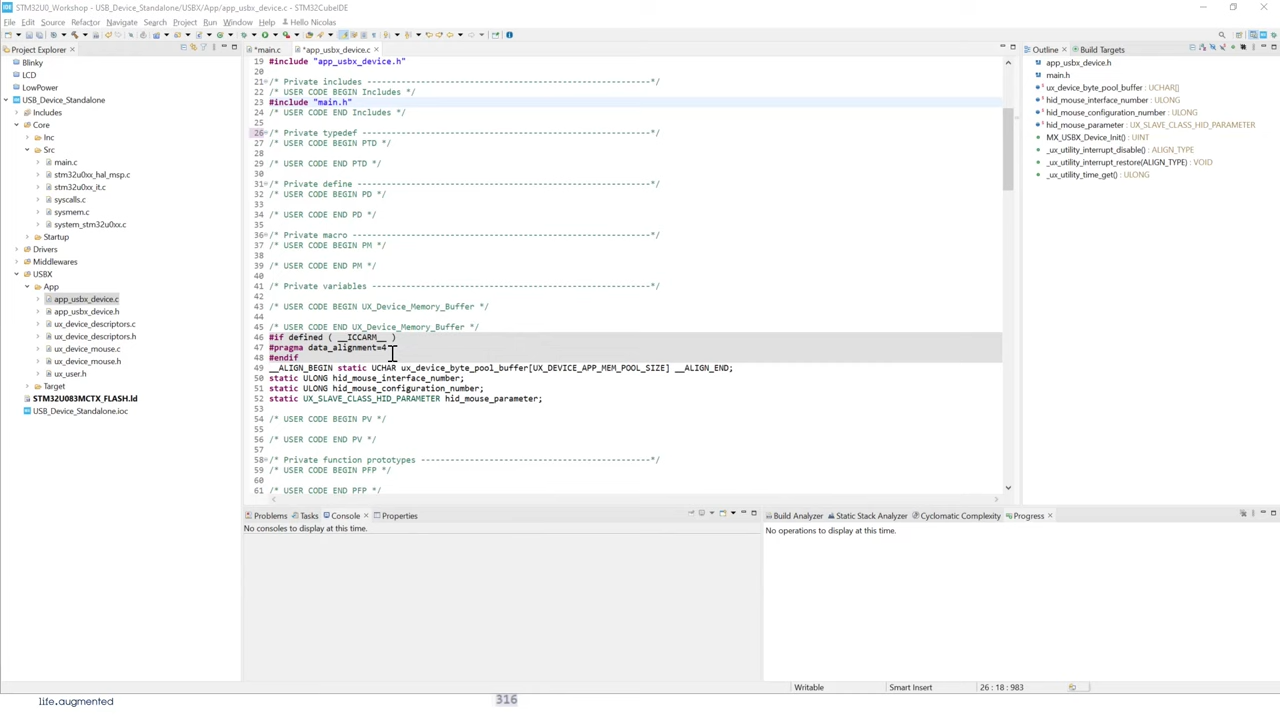 STM32U0_Workshop - USB_Device_Standalone/USBX/App/app_usbx_device.c - STM32CubeIDE
File Edit Source Refactor Navigate Search Project Run Window Help Hello Nicolas
Project Explorer
Blinky
LCD
LowPower
USB_Device_Standalone
Includes
Core
Inc
Src
main.c
stm32u0xx_hal_msp.c
stm32u0xx_it.c
syscalls.c
sysmem.c
system_stm32u0xx.c
Startup
Drivers
Middlewares
USBX
App
app_usbx_device.c
app_usbx_device.h
ux_device_descriptors.c
ux_device_descriptors.h
ux_device_mouse.c
ux_device_mouse.h
ux_user.h
Target
STM32U083MCTX_FLASH.ld
USB_Device_Standalone.ioc
*main.c *app_usbx_device.c
19 #include "app_usbx_device.h"
20
21 /* Private includes ----------------------------------------------------------*/
22 /* USER CODE BEGIN Includes */
23 #include "main.h"
24 /* USER CODE END Includes */
25
26 /* Private typedef -----------------------------------------------------------*/
27 /* USER CODE BEGIN PTD */
28
29 /* USER CODE END PTD */
30
31 /* Private define ------------------------------------------------------------*/
32 /* USER CODE BEGIN PD */
33
34 /* USER CODE END PD */
35
36 /* Private macro -------------------------------------------------------------*/
37 /* USER CODE BEGIN PM */
38
39 /* USER CODE END PM */
40
41 /* Private variables ---------------------------------------------------------*/
42
43 /* USER CODE BEGIN UX_Device_Memory_Buffer */
44
45 /* USER CODE END UX_Device_Memory_Buffer */
46 #if defined ( __ICCARM__ )
47 #pragma data_alignment=4
48 #endif
49 __ALIGN_BEGIN static UCHAR ux_device_byte_pool_buffer[UX_DEVICE_APP_MEM_POOL_SIZE] __ALIGN_END;
50 static ULONG hid_mouse_interface_number;
51 static ULONG hid_mouse_configuration_number;
52 static UX_SLAVE_CLASS_HID_PARAMETER hid_mouse_parameter;
53
54 /* USER CODE BEGIN PV */
55
56 /* USER CODE END PV */
57
58 /* Private function prototypes -----------------------------------------------*/
59 /* USER CODE BEGIN PFP */
60
61 /* USER CODE END PFP */
Outline Build Targets
app_usbx_device.h
main.h
ux_device_byte_pool_buffer : UCHAR[]
hid_mouse_interface_number : ULONG
hid_mouse_configuration_number : ULONG
hid_mouse_parameter : UX_SLAVE_CLASS_HID_PARAMETER
MX_USBX_Device_Init() : UINT
_ux_utility_interrupt_disable() : ALIGN_TYPE
_ux_utility_interrupt_restore(ALIGN_TYPE) : VOID
_ux_utility_time_get() : ULONG
Problems Tasks Console Properties
No consoles to display at this time.
Build Analyzer Static Stack Analyzer Cyclomatic Complexity Progress
No operations to display at this time.
Writable Smart Insert 26 : 18 : 983
life.augmented 316